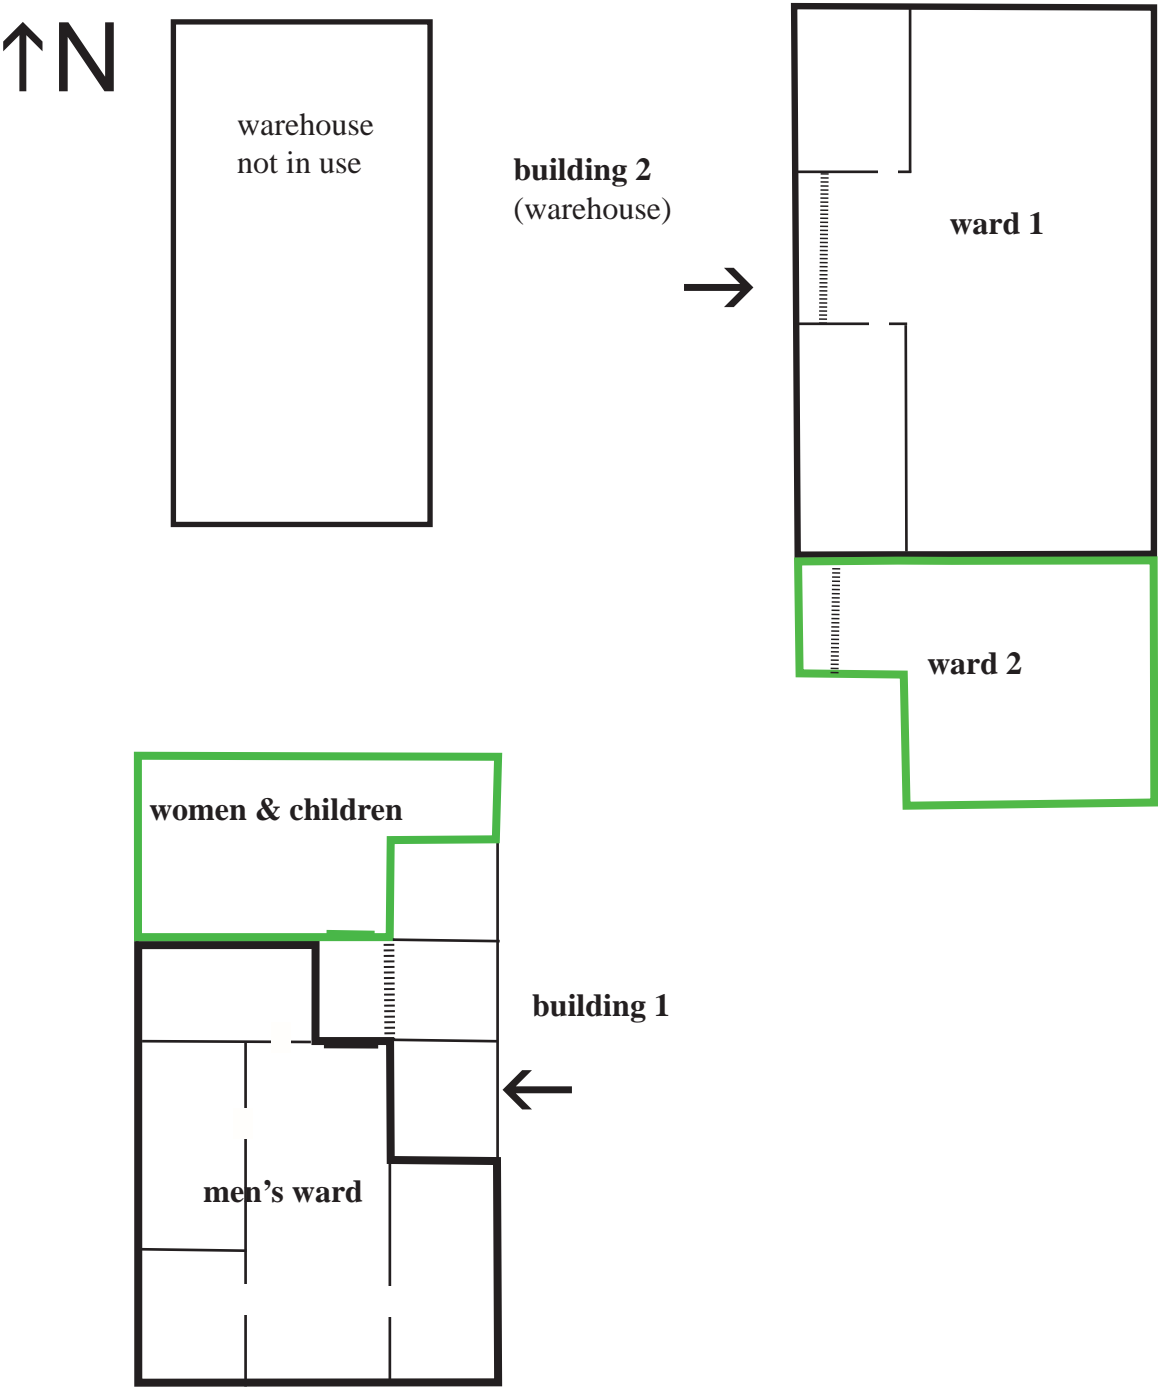 ↑N
warehouse
not in use
building 2
(warehouse)
ward 1
ward 2
women & children
building 1
men's ward